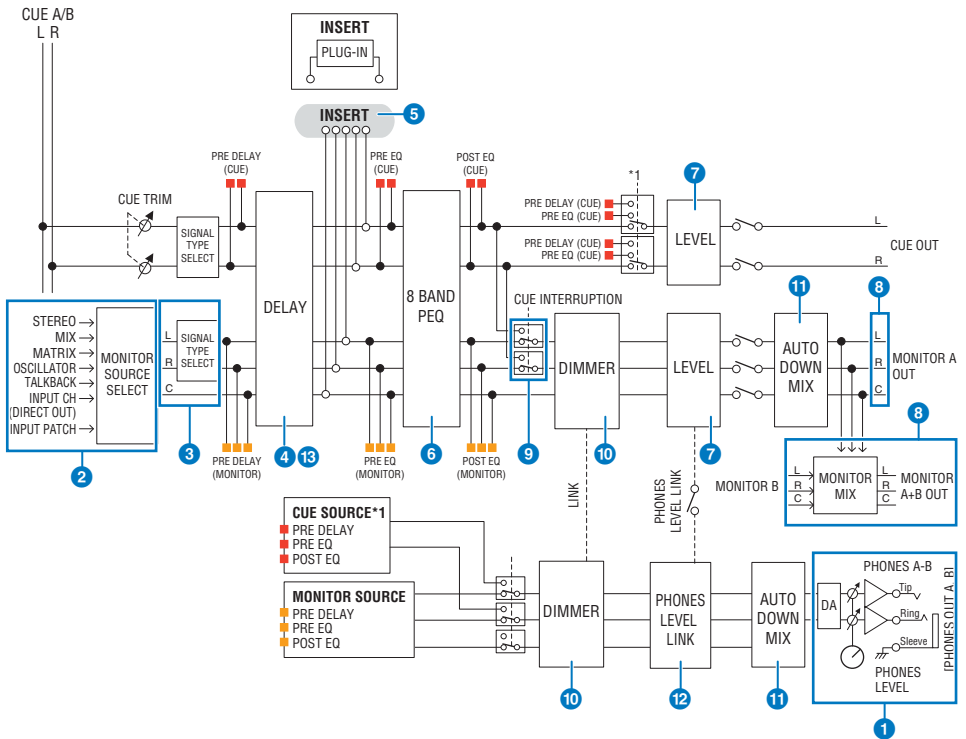 CUE A/B
L R
INSERT
PLUG-IN
INSERT
5
PRE DELAY
(CUE)
PRE EQ
(CUE)
POST EQ
(CUE)
*1
7
CUE TRIM
SIGNAL
TYPE
SELECT
PRE DELAY (CUE)
PRE EQ (CUE)
PRE DELAY (CUE)
PRE EQ (CUE)
LEVEL
L
R
CUE OUT
DELAY
8 BAND
PEQ
CUE INTERRUPTION
11
8
STEREO
MIX
MATRIX
OSCILLATOR
TALKBACK
INPUT CH
(DIRECT OUT)
INPUT PATCH
MONITOR
SOURCE
SELECT
L
R
C
SIGNAL
TYPE
SELECT
DIMMER
LEVEL
AUTO
DOWN
MIX
L
R
C
MONITOR A
OUT
2
3
PRE DELAY
(MONITOR)
4
13
PRE EQ
(MONITOR)
6
POST EQ
(MONITOR)
9
10
7
8
MONITOR B
L
R
C
MONITOR
MIX
L
R
C
MONITOR
A+B OUT
LINK
PHONES
LEVEL LINK
CUE SOURCE*1
PRE DELAY
PRE EQ
POST EQ
MONITOR SOURCE
PRE DELAY
PRE EQ
POST EQ
DIMMER
PHONES
LEVEL
LINK
AUTO
DOWN
MIX
PHONES A-B
DA
Tip
Ring
Sleeve
PHONES
LEVEL
[PHONES OUT A B]
10
12
11
1